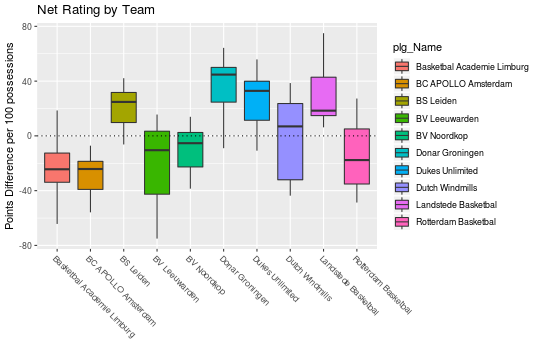 Net Rating by Team
Points Difference per 100 possessions
80
40
0
-40
-80
Basketbal Academie Limburg
BC APOLLO Amsterdam
BS Leiden
BV Leeuwarden
BV Noordkop
Donar Groningen
Dukes Unlimited
Dutch Windmills
Landstede Basketbal
Rotterdam Basketbal
plg_Name
Basketbal Academie Limburg
BC APOLLO Amsterdam
BS Leiden
BV Leeuwarden
BV Noordkop
Donar Groningen
Dukes Unlimited
Dutch Windmills
Landstede Basketbal
Rotterdam Basketbal